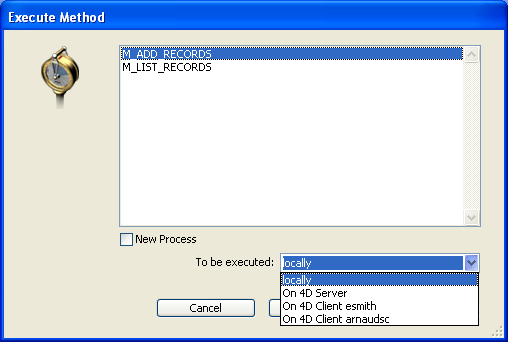 Execute Method
M_ADD_RECORDS
M_LIST_RECORDS
New Process
To be executed: locally
locally
On 4D Server
On 4D Client esmith
On 4D Client arnaudsc
Cancel